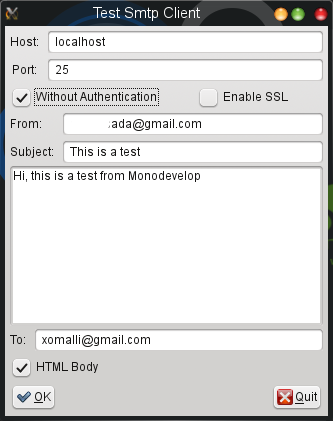 Test Smtp Client
Host: localhost
Port: 25
Without Authentication Enable SSL
From: ada@gmail.com
Subject: This is a test
Hi, this is a test from Monodevelop
To: xomalli@gmail.com
HTML Body
OK Quit